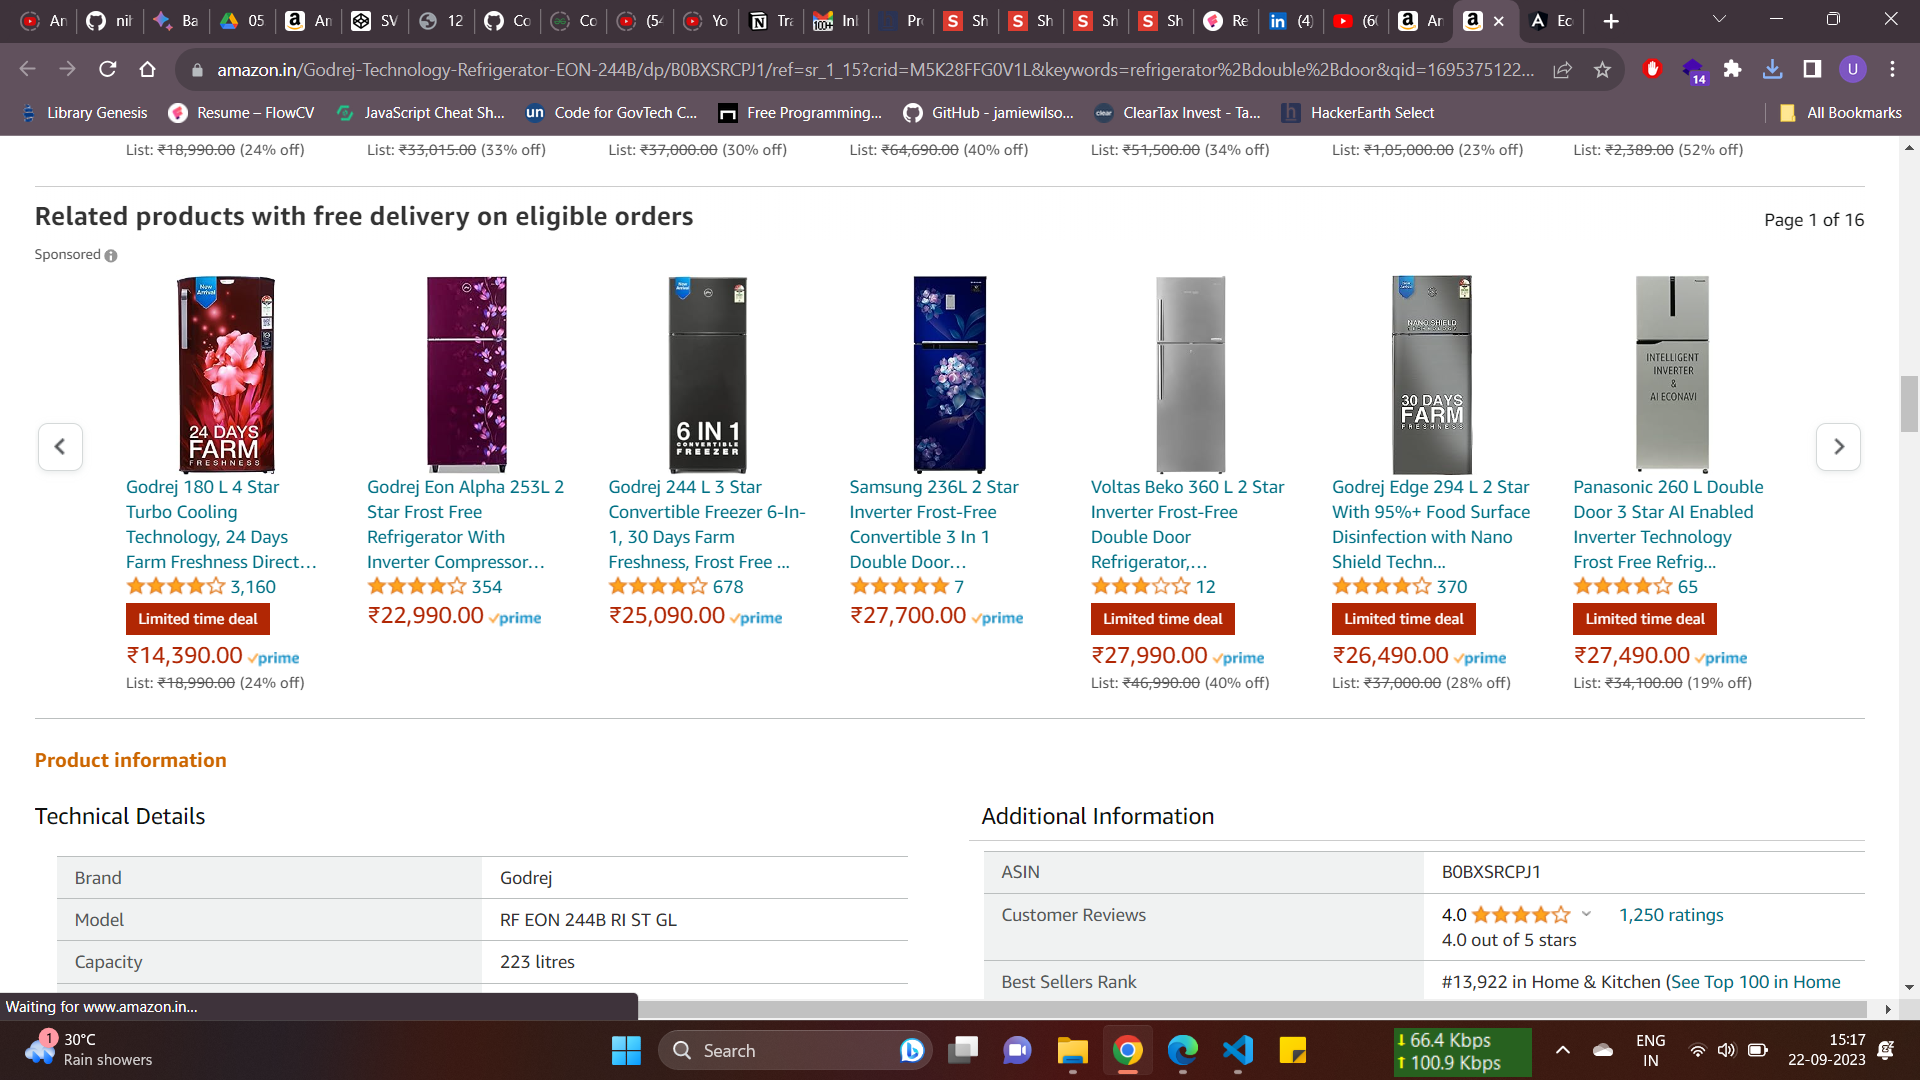 An
nih
Ba
05
An
SV
12
Co
Co
(54
Yo
Tra
100+ Inl
Pr
Sh
Sh
Sh
Sh
Re
(4)
(60
An
Ec
amazon.in/Godrej-Technology-Refrigerator-EON-244B/dp/B0BXSRCPJ1/ref=sr_1_15?crid=M5K28FFG0V1L&keywords=refrigerator%2Bdouble%2Bdoor&qid=1695375122...
14
U
Library Genesis
Resume – FlowCV
JavaScript Cheat Sh...
un Code for GovTech C...
Free Programming...
GitHub - jamiewilso...
clear ClearTax Invest - Ta...
h HackerEarth Select
All Bookmarks
List: ₹18,990.00 (24% off)
List: ₹33,015.00 (33% off)
List: ₹37,000.00 (30% off)
List: ₹64,690.00 (40% off)
List: ₹51,500.00 (34% off)
List: ₹1,05,000.00 (23% off)
List: ₹2,389.00 (52% off)
Related products with free delivery on eligible orders
Page 1 of 16
Sponsored
New Arrival
24 DAYS
FARM
FRESHNESS
6 IN 1
CONVERTIBLE
FREEZER
NANO SHIELD
TECHNOLOGY
30 DAYS
FARM
FRESHNESS
INTELLIGENT
INVERTER
&
AI ECONAVI
Godrej 180 L 4 Star
Turbo Cooling
Technology, 24 Days
Farm Freshness Direct…
3,160
Limited time deal
₹14,390.00 prime
List: ₹18,990.00 (24% off)
Godrej Eon Alpha 253L 2
Star Frost Free
Refrigerator With
Inverter Compressor…
354
₹22,990.00 prime
Godrej 244 L 3 Star
Convertible Freezer 6-In-
1, 30 Days Farm
Freshness, Frost Free ...
678
₹25,090.00 prime
Samsung 236L 2 Star
Inverter Frost-Free
Convertible 3 In 1
Double Door…
7
₹27,700.00 prime
Voltas Beko 360 L 2 Star
Inverter Frost-Free
Double Door
Refrigerator,…
12
Limited time deal
₹27,990.00 prime
List: ₹46,990.00 (40% off)
Godrej Edge 294 L 2 Star
With 95%+ Food Surface
Disinfection with Nano
Shield Techn...
370
Limited time deal
₹26,490.00 prime
List: ₹37,000.00 (28% off)
Panasonic 260 L Double
Door 3 Star AI Enabled
Inverter Technology
Frost Free Refrig...
65
Limited time deal
₹27,490.00 prime
List: ₹34,100.00 (19% off)
Product information
Technical Details
Brand Godrej
Model RF EON 244B RI ST GL
Capacity 223 litres
Additional Information
ASIN B0BXSRCPJ1
Customer Reviews 4.0 1,250 ratings
4.0 out of 5 stars
Best Sellers Rank #13,922 in Home & Kitchen (See Top 100 in Home
Waiting for www.amazon.in...
1
30°C
Rain showers
Search
66.4 Kbps
100.9 Kbps
ENG
IN
15:17
22-09-2023